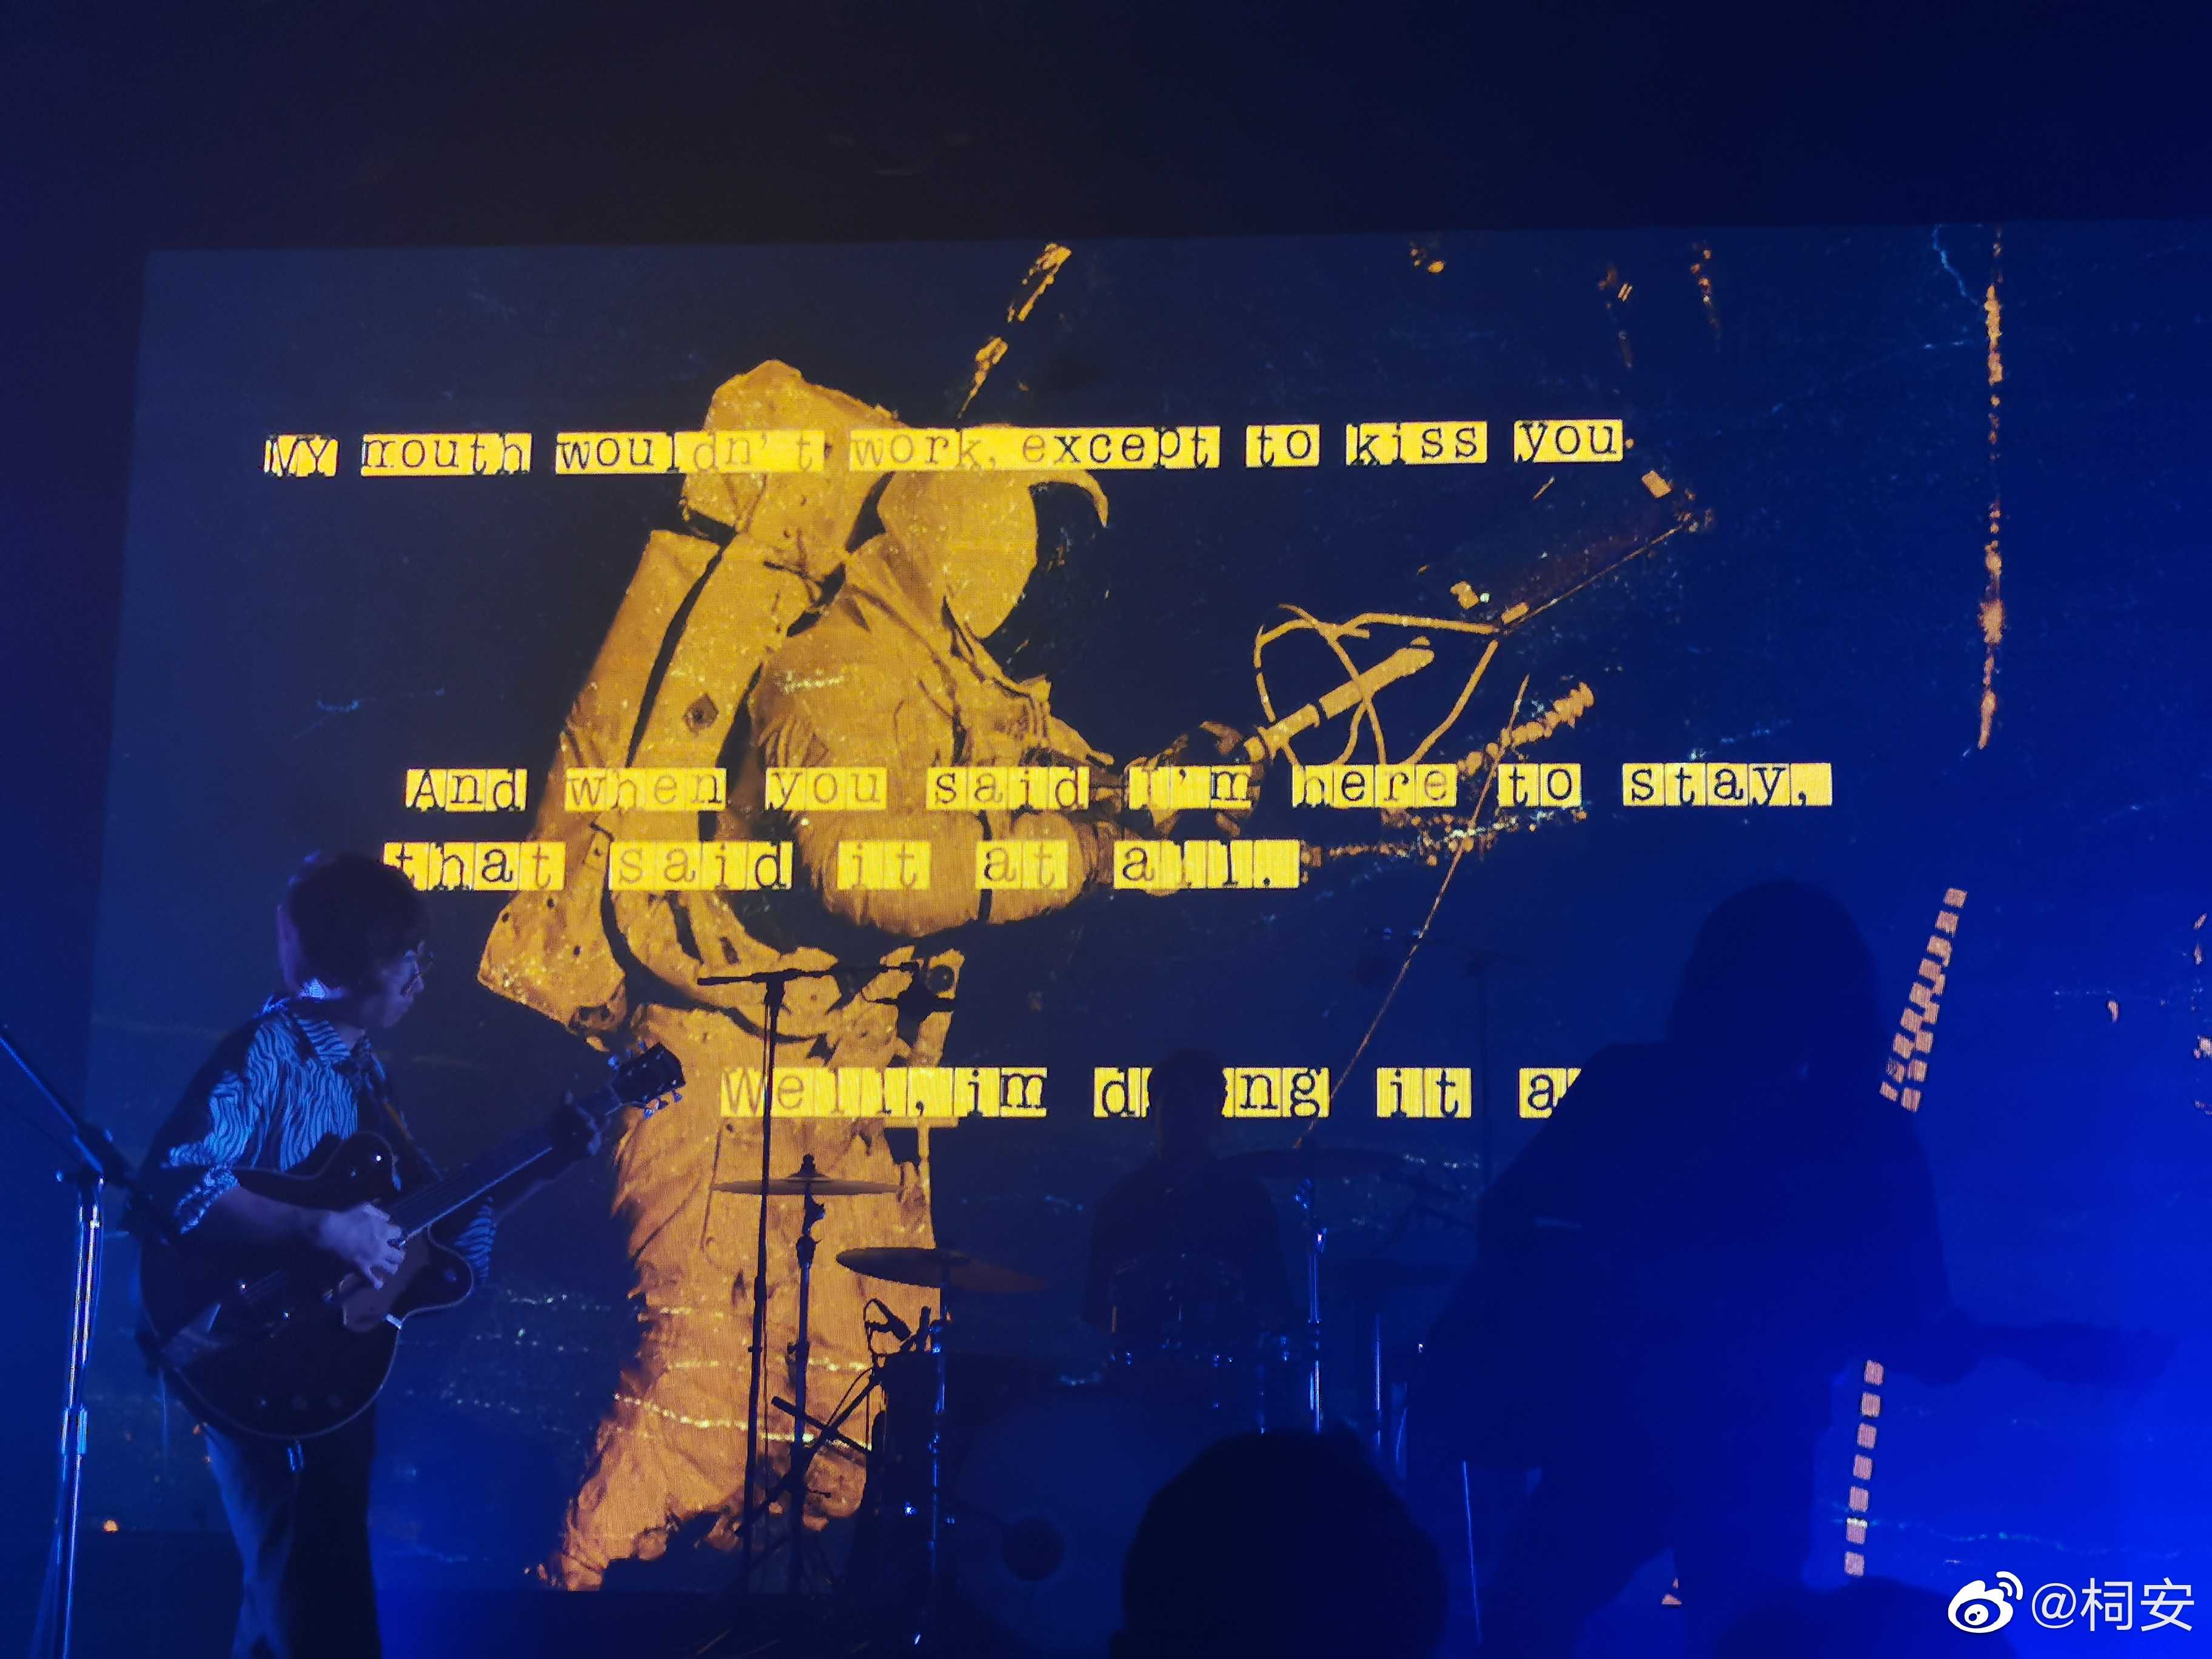 My mouth wouldn't work, except to kiss you
And when you said I'm here to stay,
that said it at all.
Well, im
it
@柯安